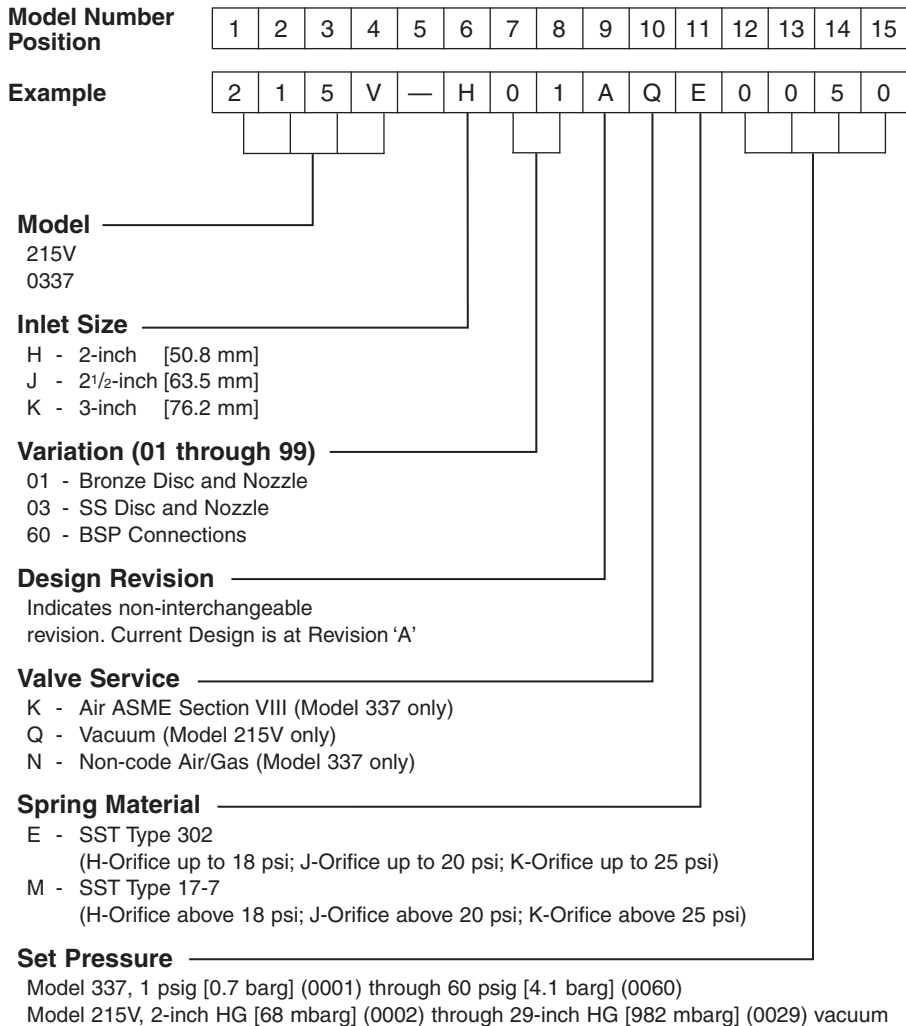 Model Number Position 1 2 3 4 5 6 7 8 9 10 11 12 13 14 15
Example 2 1 5 V — H 0 1 A Q E 0 0 5 0
Model
215V
0337
Inlet Size
H - 2-inch [50.8 mm]
J - 2 1/2-inch [63.5 mm]
K - 3-inch [76.2 mm]
Variation (01 through 99)
01 - Bronze Disc and Nozzle
03 - SS Disc and Nozzle
60 - BSP Connections
Design Revision
Indicates non-interchangeable
revision. Current Design is at Revision ‘A’
Valve Service
K - Air ASME Section VIII (Model 337 only)
Q - Vacuum (Model 215V only)
N - Non-code Air/Gas (Model 337 only)
Spring Material
E - SST Type 302
(H-Orifice up to 18 psi; J-Orifice up to 20 psi; K-Orifice up to 25 psi)
M - SST Type 17-7
(H-Orifice above 18 psi; J-Orifice above 20 psi; K-Orifice above 25 psi)
Set Pressure
Model 337, 1 psig [0.7 barg] (0001) through 60 psig [4.1 barg] (0060)
Model 215V, 2-inch HG [68 mbarg] (0002) through 29-inch HG [982 mbarg] (0029) vacuum